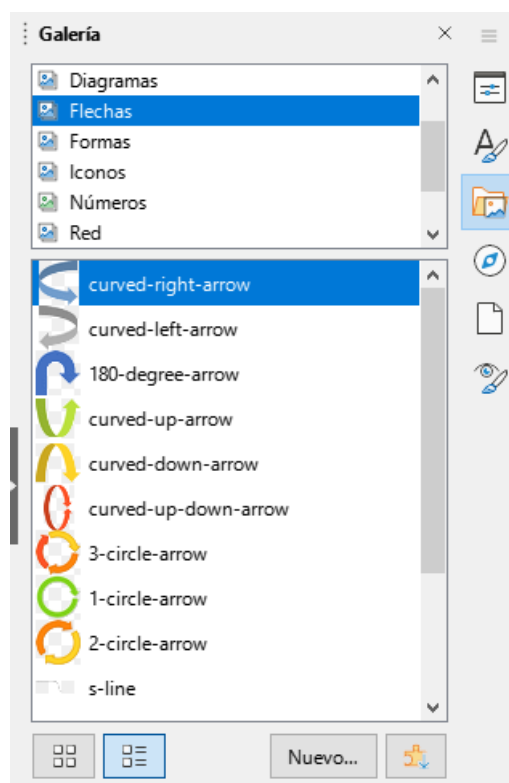 Galería
Diagramas
Flechas
Formas
Iconos
Números
Red
curved-right-arrow
curved-left-arrow
180-degree-arrow
curved-up-arrow
curved-down-arrow
curved-up-down-arrow
3-circle-arrow
1-circle-arrow
2-circle-arrow
s-line
Nuevo...